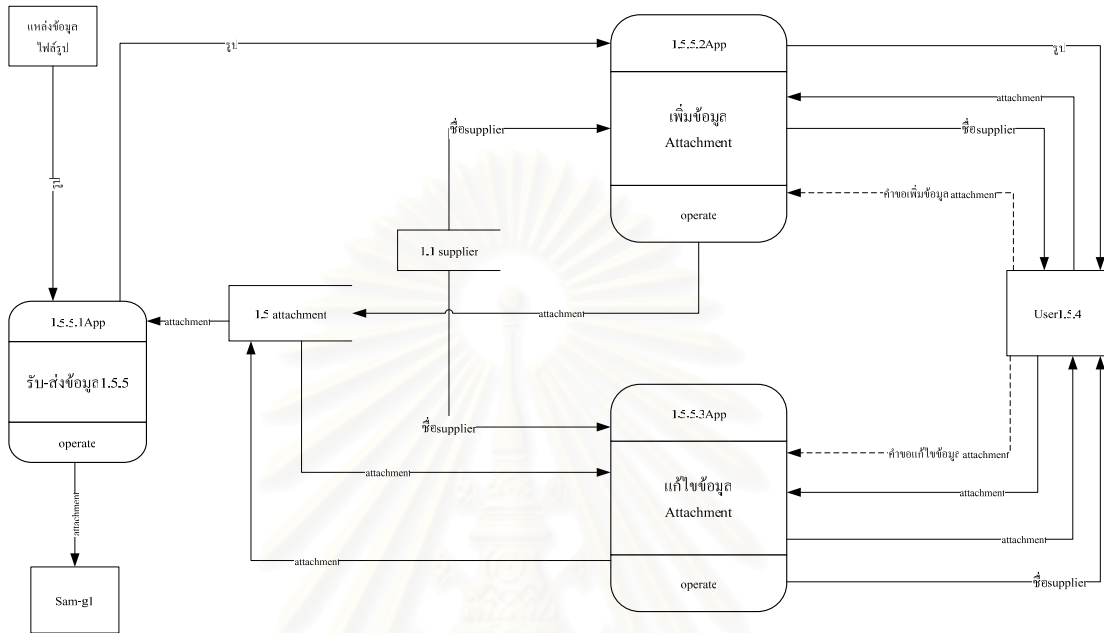 แหล่งข้อมูล
ไฟล์รูป
รูป
รูป
1.5.5.2App
เพิ่มข้อมูล
Attachment
operate
รูป
attachment
ชื่อsupplier
คำขอเพิ่มข้อมูล attachment
ชื่อsupplier
1.1 supplier
1.5 attachment
attachment
attachment
1.5.5.1App
รับ-ส่งข้อมูล1.5.5
operate
attachment
Sam-g1
User1.5.4
ชื่อsupplier
attachment
attachment
1.5.5.3App
แก้ไขข้อมูล
Attachment
operate
คำขอแก้ไขข้อมูล attachment
attachment
attachment
ชื่อsupplier